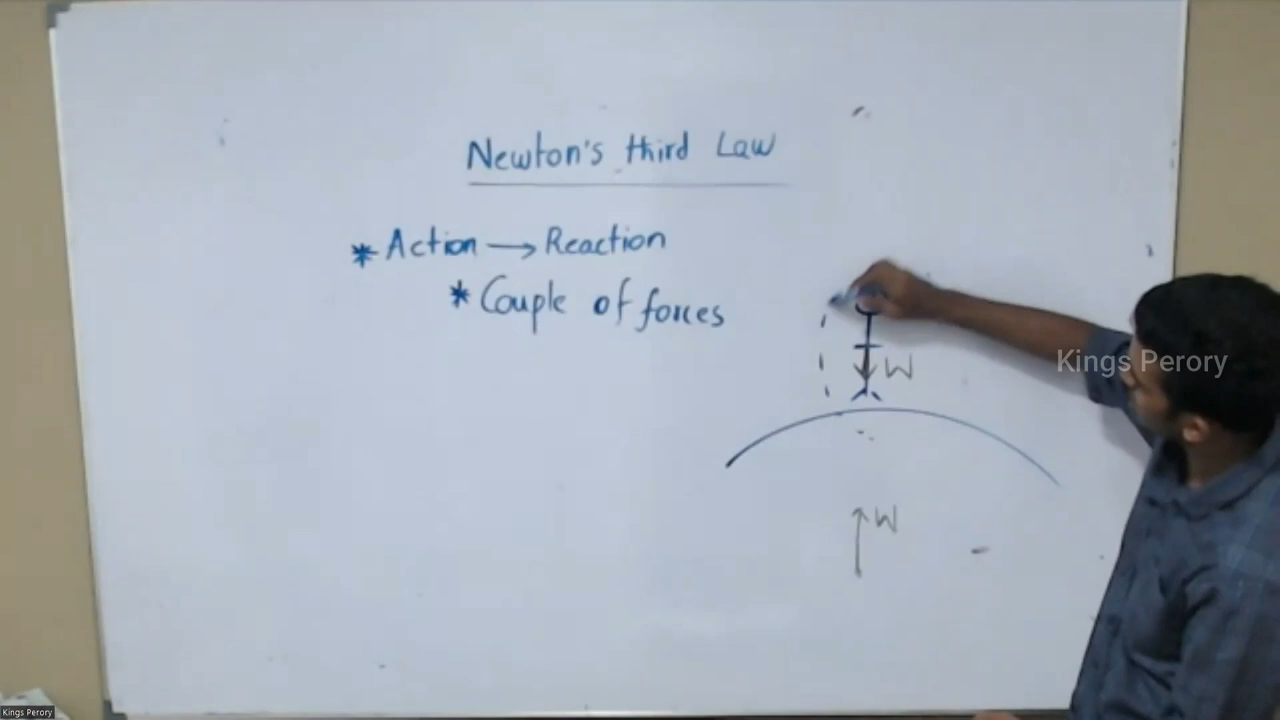 Newton's third Law
* Action → Reaction
* Couple of forces
W
W
Kings Perory
Kings Perory